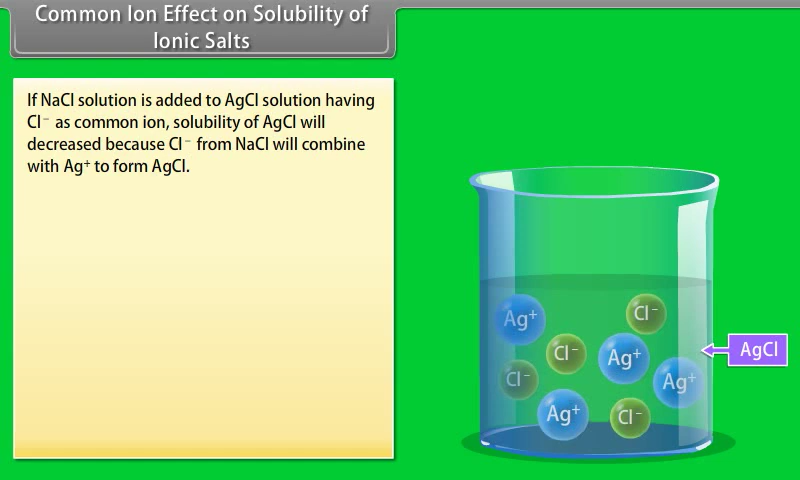 Common Ion Effect on Solubility of
Ionic Salts
If NaCl solution is added to AgCl solution having
Cl⁻ as common ion, solubility of AgCl will
decreased because Cl⁻ from NaCl will combine
with Ag⁺ to form AgCl.
Ag⁺
Cl⁻
Cl⁻
Ag⁺
AgCl
Cl⁻
Ag⁺
Ag⁺
Cl⁻